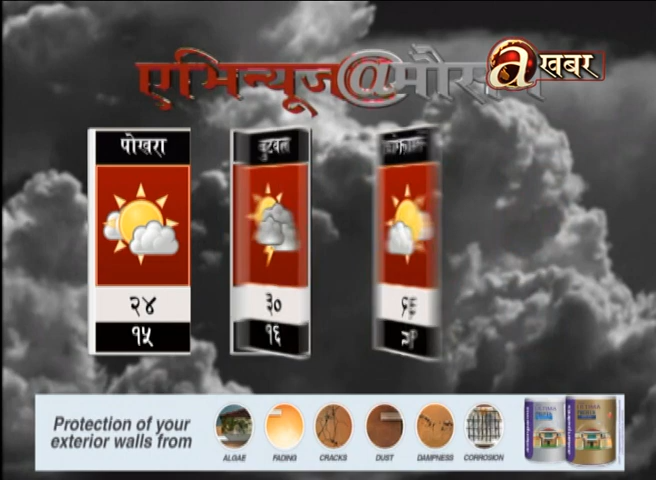 एभिन्यूज@मौसम
a खबर
पोखरा
२४
१५
बुटवल
३०
१६
Protection of your
exterior walls from
ALGAE FADING CRACKS DUST DAMPNESS CORROSION